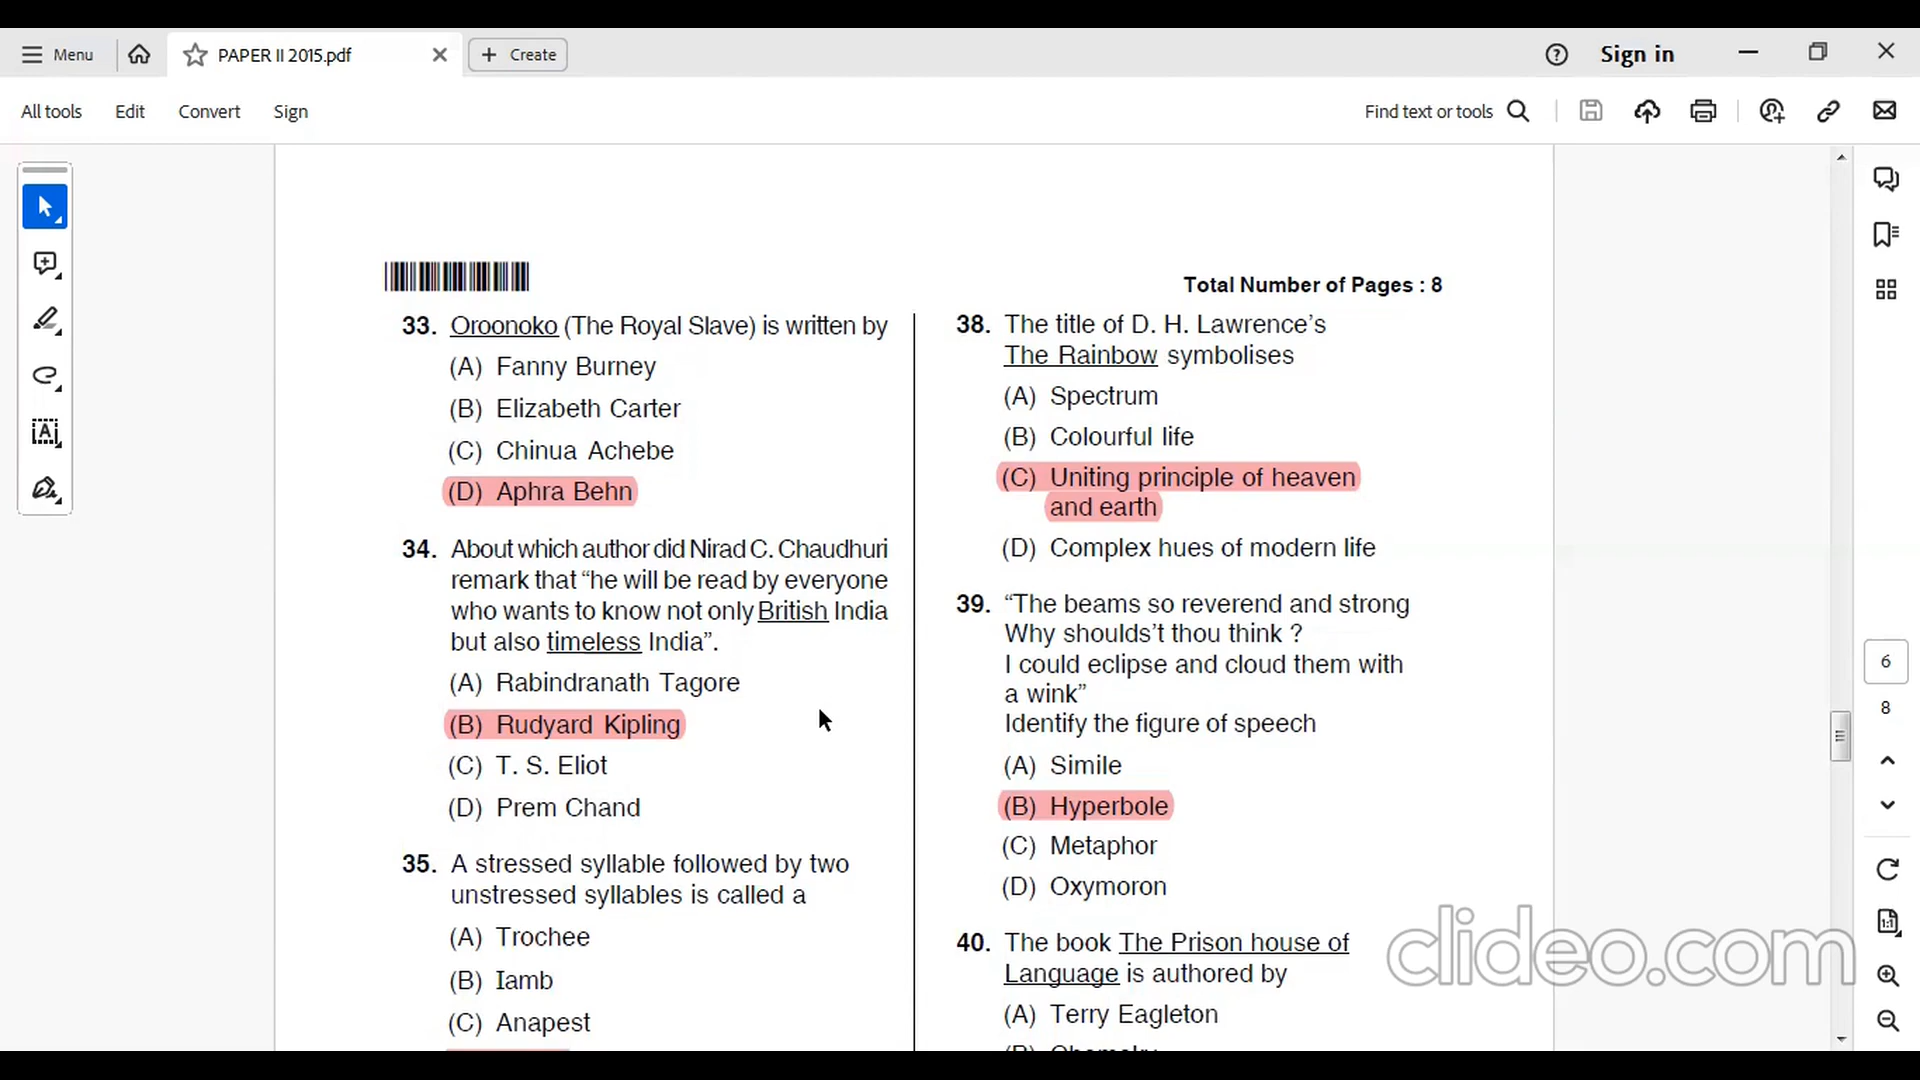 Menu
PAPER II 2015.pdf
Create
Sign in
All tools
Edit
Convert
Sign
Find text or tools
Total Number of Pages : 8
33. Oroonoko (The Royal Slave) is written by
(A) Fanny Burney
(B) Elizabeth Carter
(C) Chinua Achebe
(D) Aphra Behn
34. About which author did Nirad C. Chaudhuri
remark that “he will be read by everyone
who wants to know not only British India
but also timeless India”.
(A) Rabindranath Tagore
(B) Rudyard Kipling
(C) T. S. Eliot
(D) Prem Chand
35. A stressed syllable followed by two
unstressed syllables is called a
(A) Trochee
(B) Iamb
(C) Anapest
38. The title of D. H. Lawrence’s
The Rainbow symbolises
(A) Spectrum
(B) Colourful life
(C) Uniting principle of heaven
and earth
(D) Complex hues of modern life
39. “The beams so reverend and strong
Why shoulds’t thou think ?
I could eclipse and cloud them with
a wink”
Identify the figure of speech
(A) Simile
(B) Hyperbole
(C) Metaphor
(D) Oxymoron
40. The book The Prison house of
Language is authored by
(A) Terry Eagleton
6
8
1:1
clideo.com